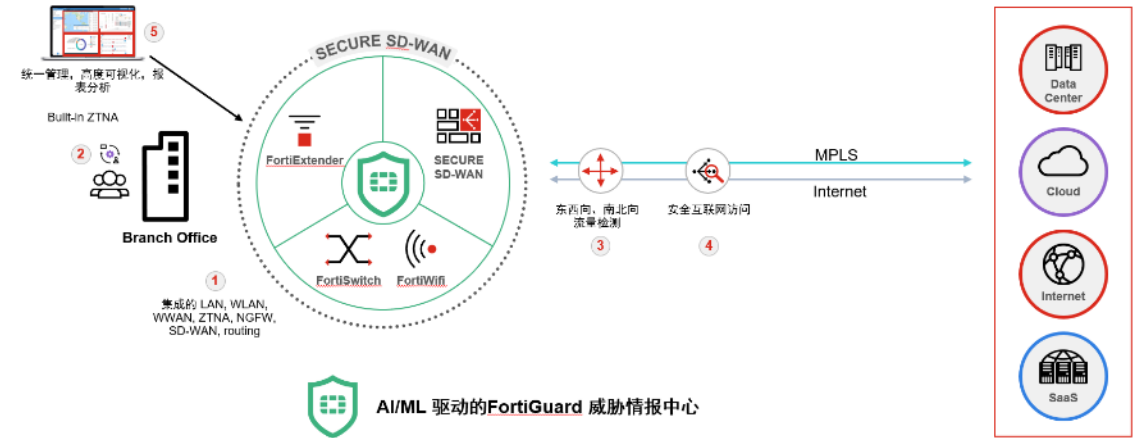 5
统一管理，高度可视化，报
表分析
Built-in ZTNA
2
Branch Office
1
集成的 LAN, WLAN,
WWAN, ZTNA, NGFW,
SD-WAN, routing
SECURE SD-WAN
FortiExtender
SECURE
SD-WAN
FortiSwitch
FortiWifi
MPLS
Internet
东西向、南北向
流量检测
3
安全互联网访问
4
Data
Center
Cloud
Internet
SaaS
AI/ML 驱动的FortiGuard 威胁情报中心